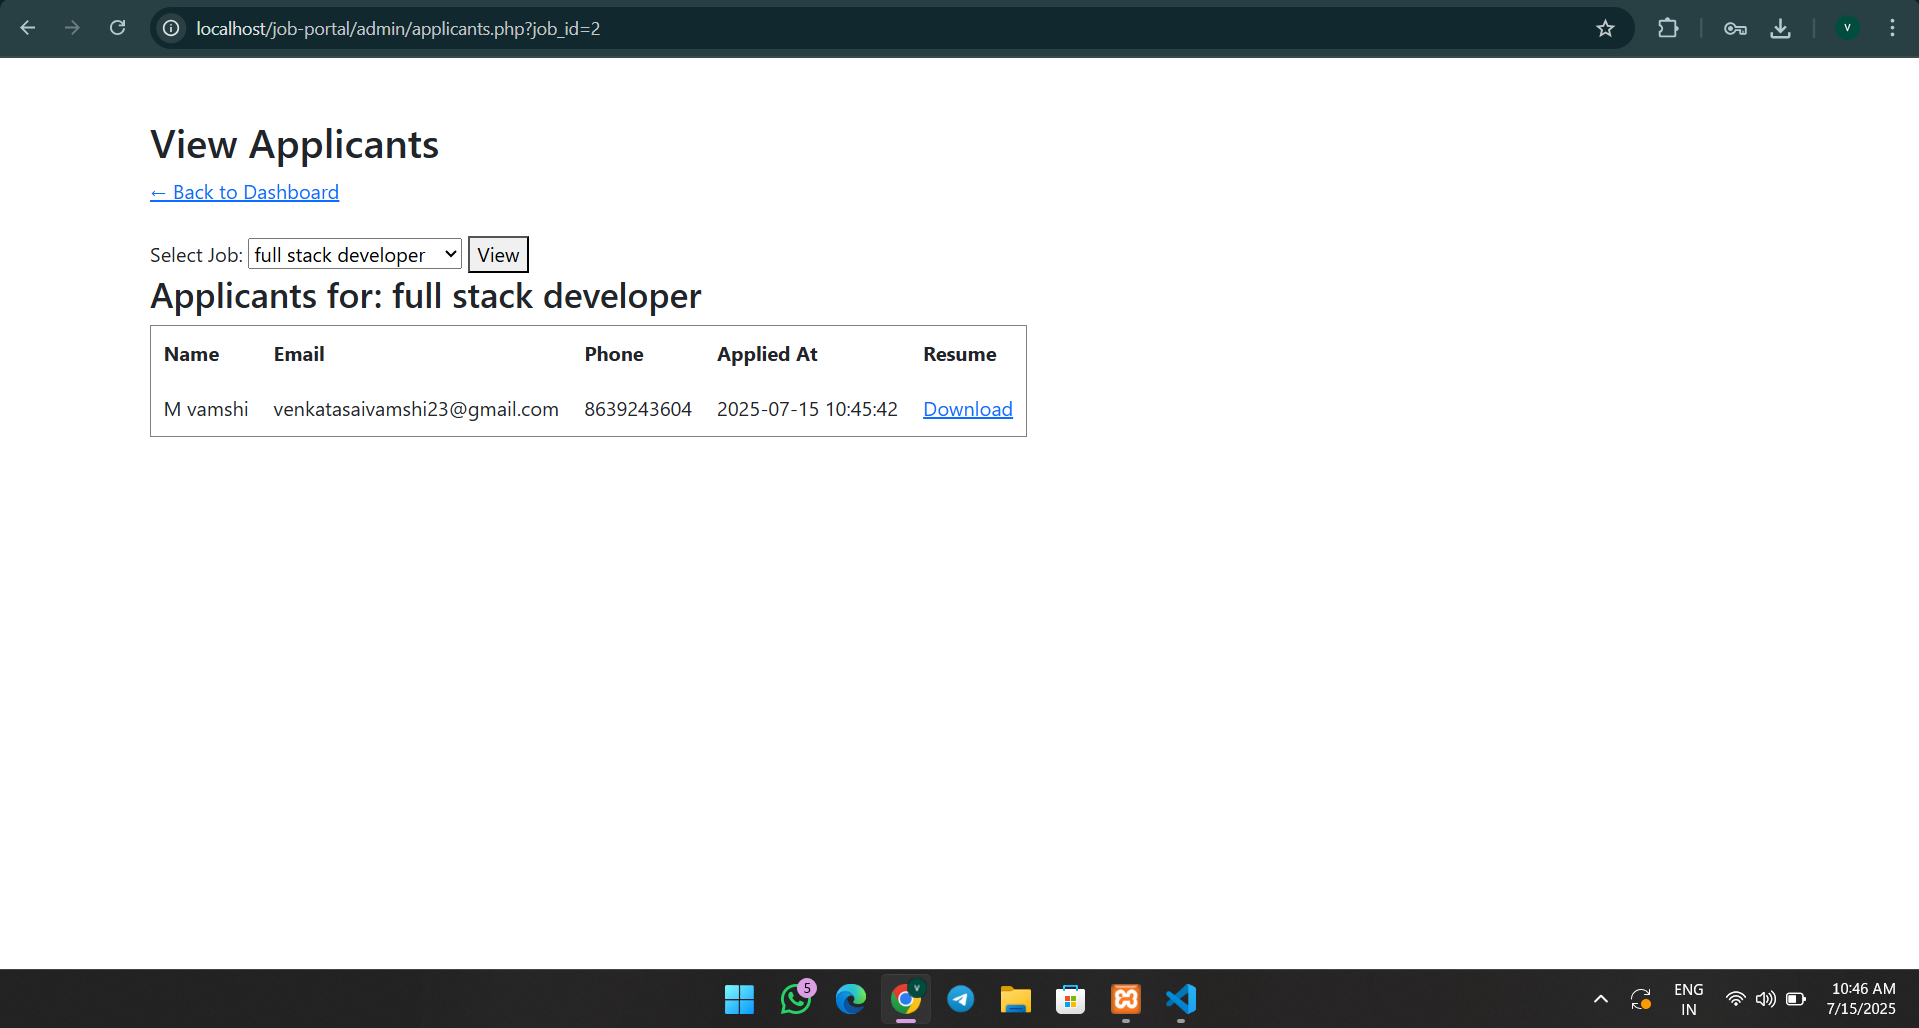 localhost/job-portal/admin/applicants.php?job_id=2
V
View Applicants
← Back to Dashboard
Select Job: full stack developer View
Applicants for: full stack developer
Name Email Phone Applied At Resume
M vamshi venkatasaivamshi23@gmail.com 8639243604 2025-07-15 10:45:42 Download
5
V
ENG
IN
10:46 AM
7/15/2025